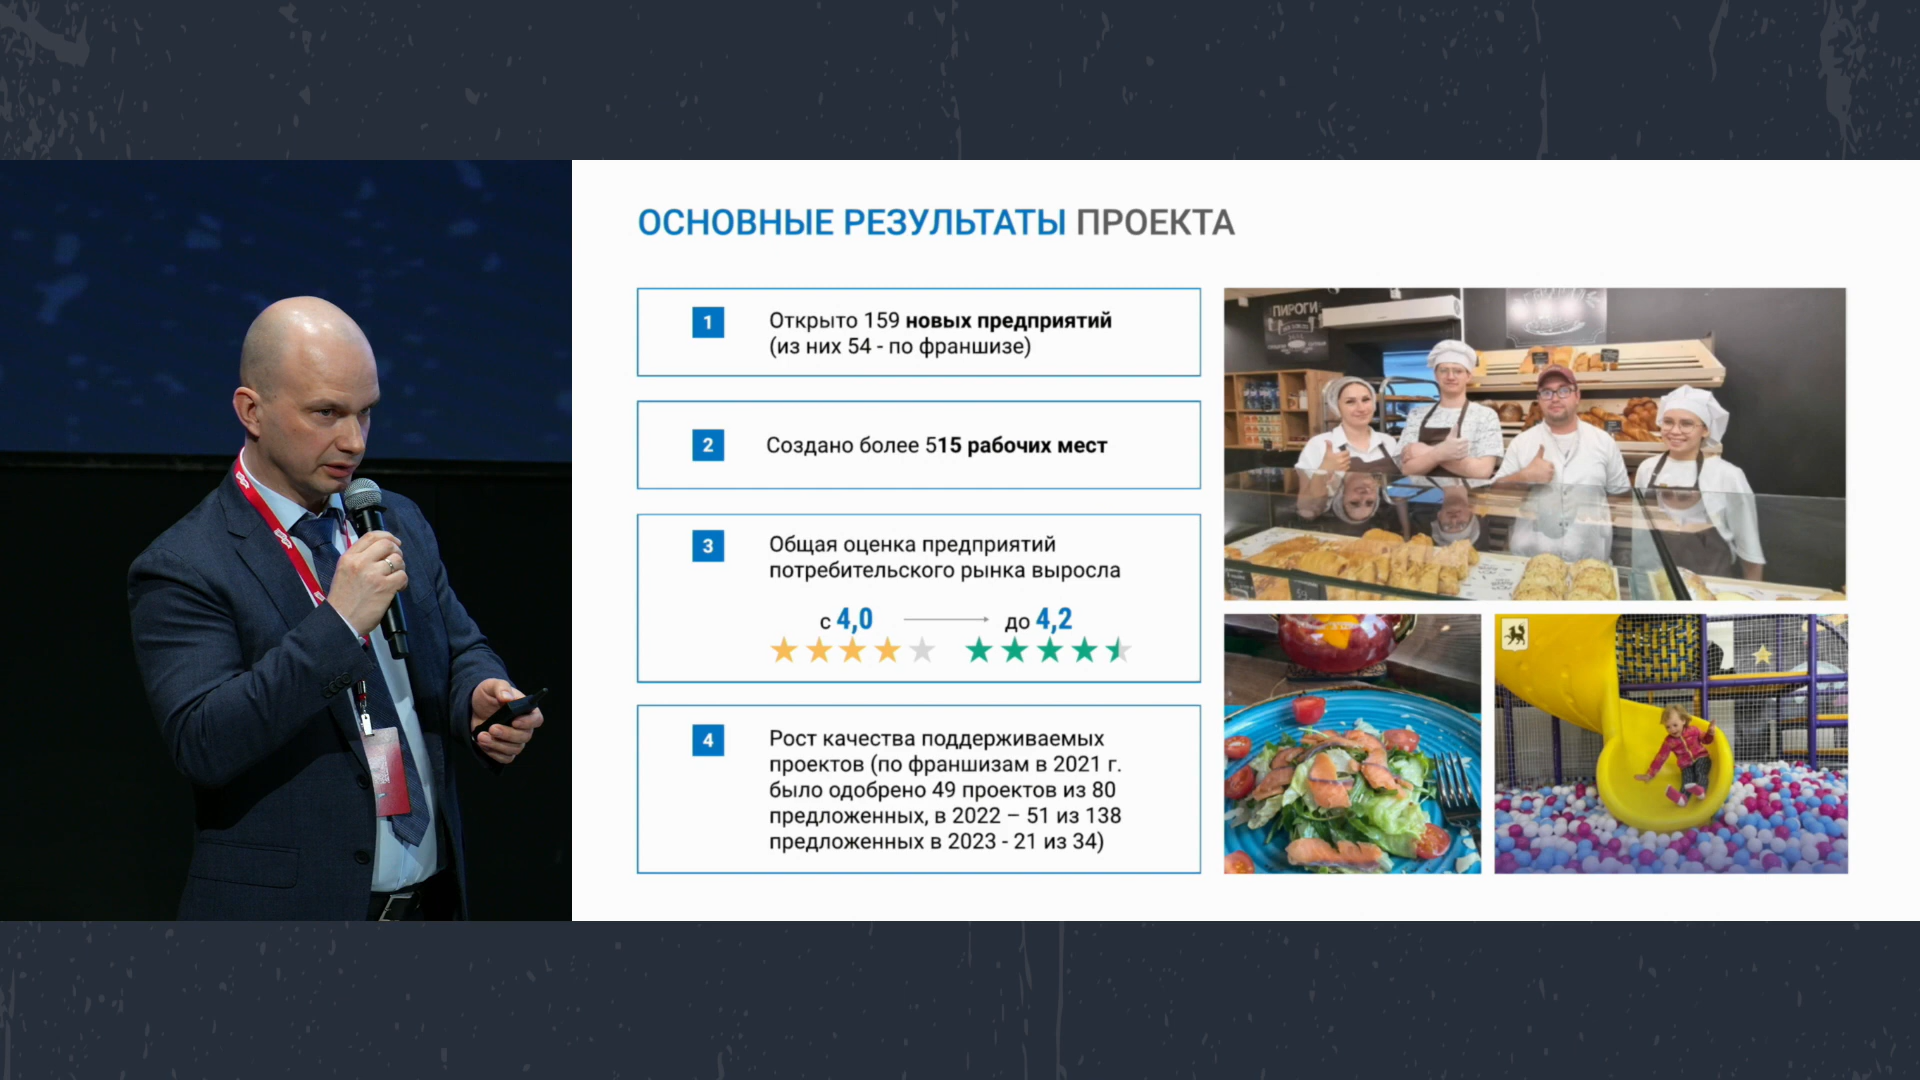 ОСНОВНЫЕ РЕЗУЛЬТАТЫ ПРОЕКТА
1
Открыто 159 новых предприятий
(из них 54 - по франшизе)
2
Создано более 515 рабочих мест
3
Общая оценка предприятий
потребительского рынка выросла
с 4,0
до 4,2
4
Рост качества поддерживаемых
проектов (по франшизам в 2021 г.
было одобрено 49 проектов из 80
предложенных, в 2022 – 51 из 138
предложенных в 2023 - 21 из 34)
ПИРОГИ